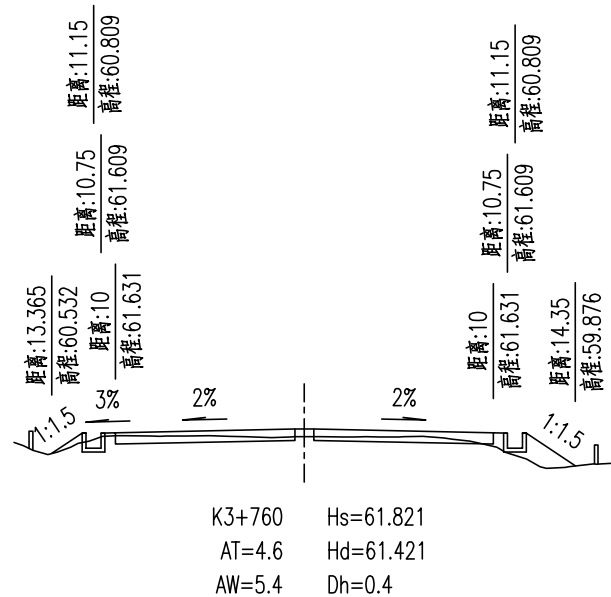 距离:11.15
高程:60.809
距离:11.15
高程:60.809
距离:10.75
高程:61.609
距离:10.75
高程:61.609
距离:13.365
高程:60.532
距离:10
高程:61.631
距离:10
高程:61.631
距离:14.35
高程:59.876
1:1.5
3%
2%
2%
1:1.5
K3+760 Hs=61.821
AT=4.6 Hd=61.421
AW=5.4 Dh=0.4